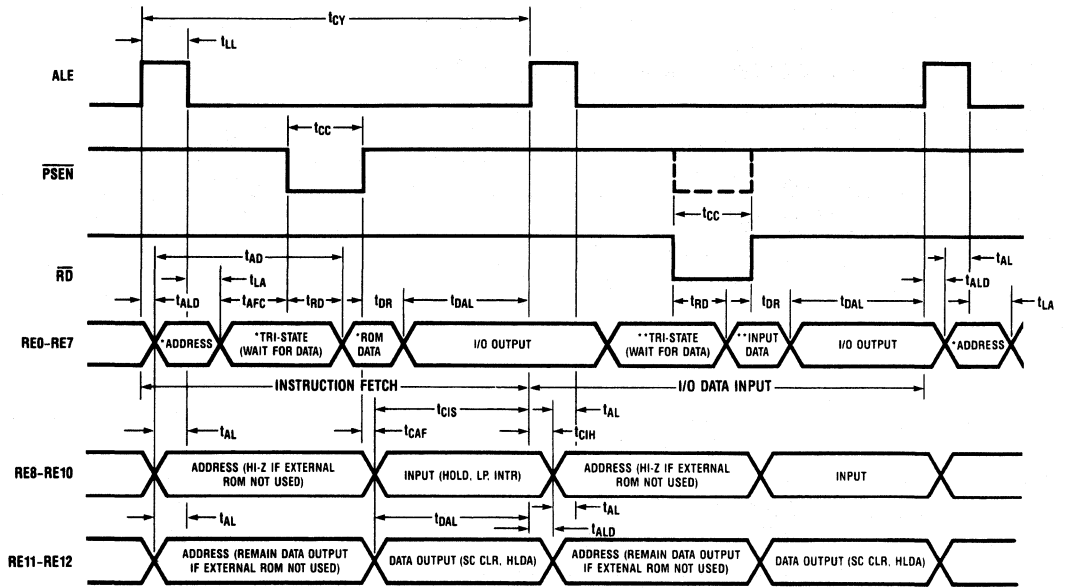 tCY
tLL
ALE
tCC
PSEN
tCC
RD
tAD
tAL
tLA
tALD
tALD
tAFC
tRD
tDR
tDAL
tRD
tDR
tDAL
tLA
RE0–RE7
*ADDRESS
*TRI-STATE
(WAIT FOR DATA)
*ROM
DATA
I/O OUTPUT
**TRI-STATE
(WAIT FOR DATA)
**INPUT
DATA
I/O OUTPUT
*ADDRESS
INSTRUCTION FETCH
I/O DATA INPUT
tCIS
tAL
tAL
tCAF
tCIH
RE8–RE10
ADDRESS (HI-Z IF EXTERNAL
ROM NOT USED)
INPUT (HOLD, LP, INTR)
ADDRESS (HI-Z IF EXTERNAL
ROM NOT USED)
INPUT
tAL
tDAL
tAL
tALD
RE11–RE12
ADDRESS (REMAIN DATA OUTPUT
IF EXTERNAL ROM NOT USED)
DATA OUTPUT (SC CLR, HLDA)
ADDRESS (REMAIN DATA OUTPUT
IF EXTENAL ROM NOT USED)
DATA OUTPUT (SC CLR, HLDA)